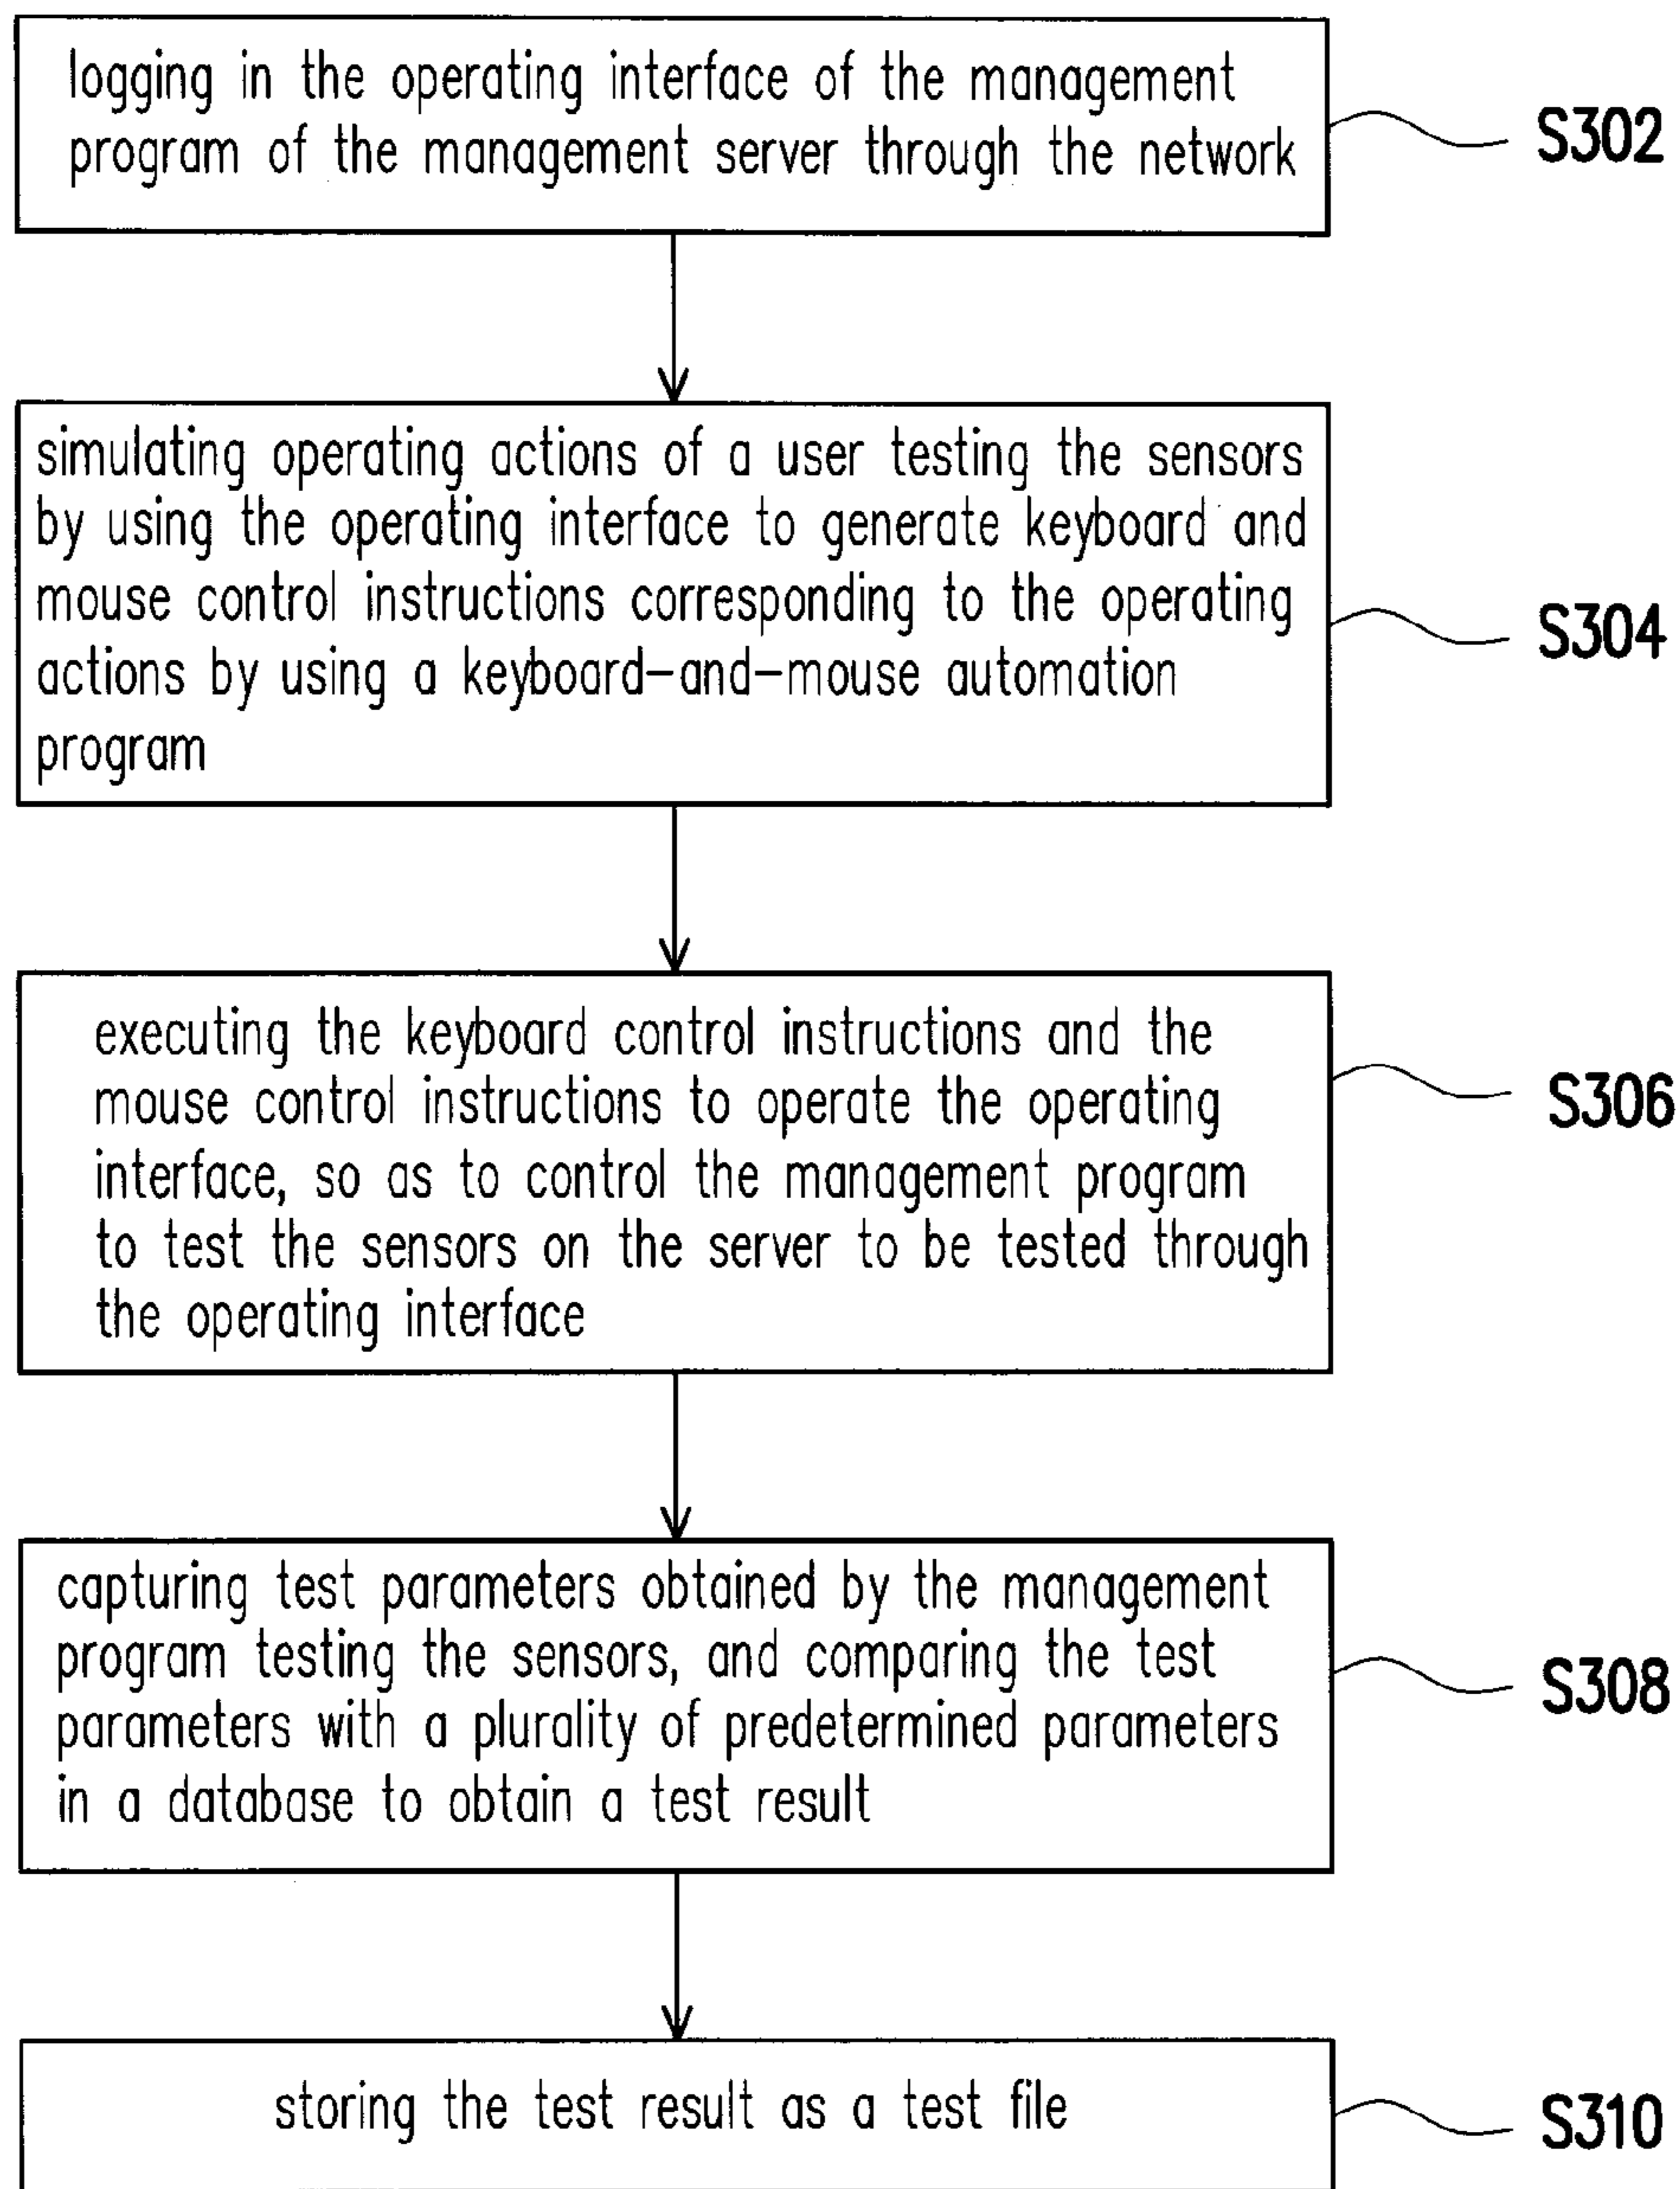 logging in the operating interface of the management
program of the management server through the network
S302
simulating operating actions of a user testing the sensors
by using the operating interface to generate keyboard and
mouse control instructions corresponding to the operating
actions by using a keyboard-and-mouse automation
program
S304
executing the keyboard control instructions and the
mouse control instructions to operate the operating
interface, so as to control the management program
to test the sensors on the server to be tested through
the operating interface
S306
capturing test parameters obtained by the management
program testing the sensors, and comparing the test
parameters with a plurality of predetermined parameters
in a database to obtain a test result
S308
storing the test result as a test file
S310